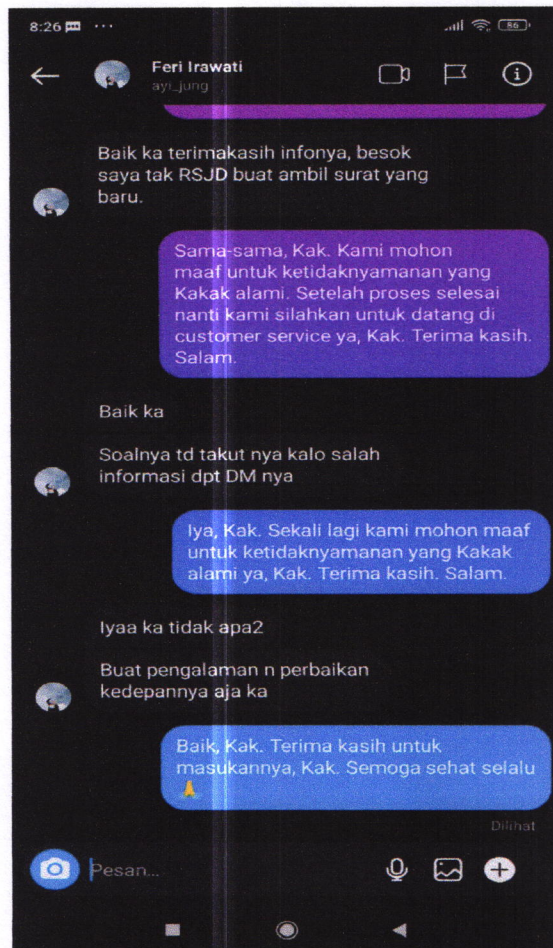 8:26 ...
86
Feri Irawati
ayi_jung
Baik ka terimakasih infonya, besok
saya tak RSJD buat ambil surat yang
baru.
Sama-sama, Kak. Kami mohon
maaf untuk ketidaknyamanan yang
Kakak alami. Setelah proses selesai
nanti kami silahkan untuk datang di
customer service ya, Kak. Terima kasih.
Salam.
Baik ka
Soalnya td takut nya kalo salah
informasi dpt DM nya
Iya, Kak. Sekali lagi kami mohon maaf
untuk ketidaknyamanan yang Kakak
alami ya, Kak. Terima kasih. Salam.
Iyaa ka tidak apa2
Buat pengalaman n perbaikan
kedepannya aja ka
Baik, Kak. Terima kasih untuk
masukannya, Kak. Semoga sehat selalu
🙏
Dilihat
Pesan...